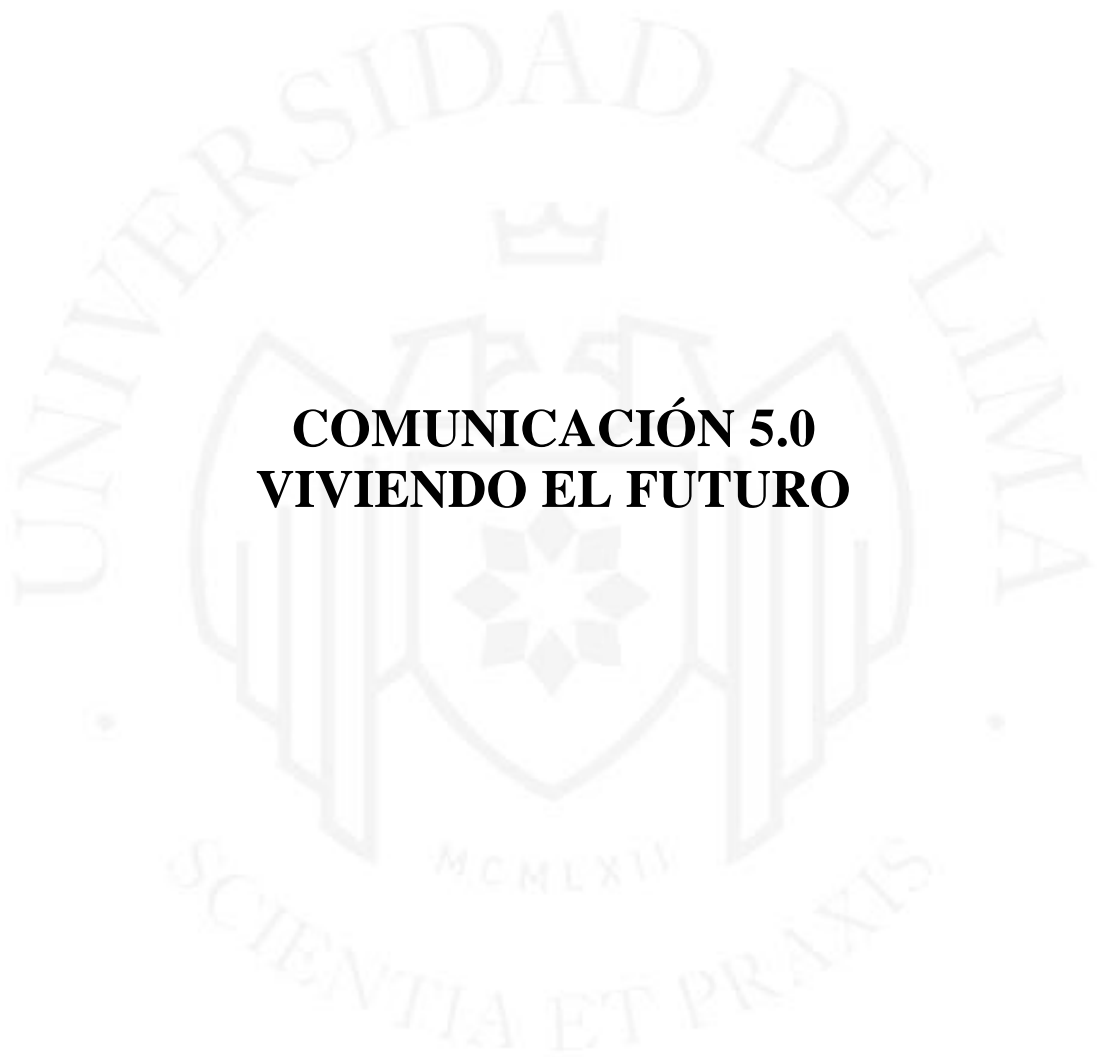 UNIVERSIDAD DE LIMA
COMUNICACIÓN 5.0
VIVIENDO EL FUTURO
MCMLXII
SCIENTIA ET PRAXIS